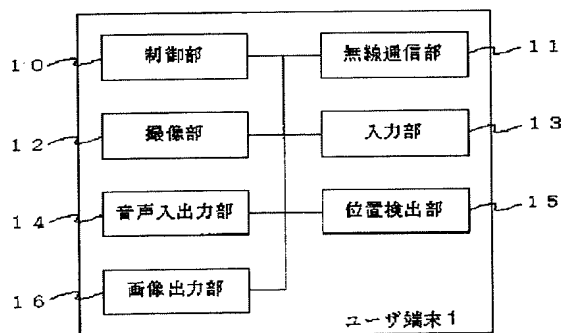 10 制御部 無線通信部 11
12 撮像部 入力部 13
14 音声入出力部 位置検出部 15
16 画像出力部
ユーザ端末1